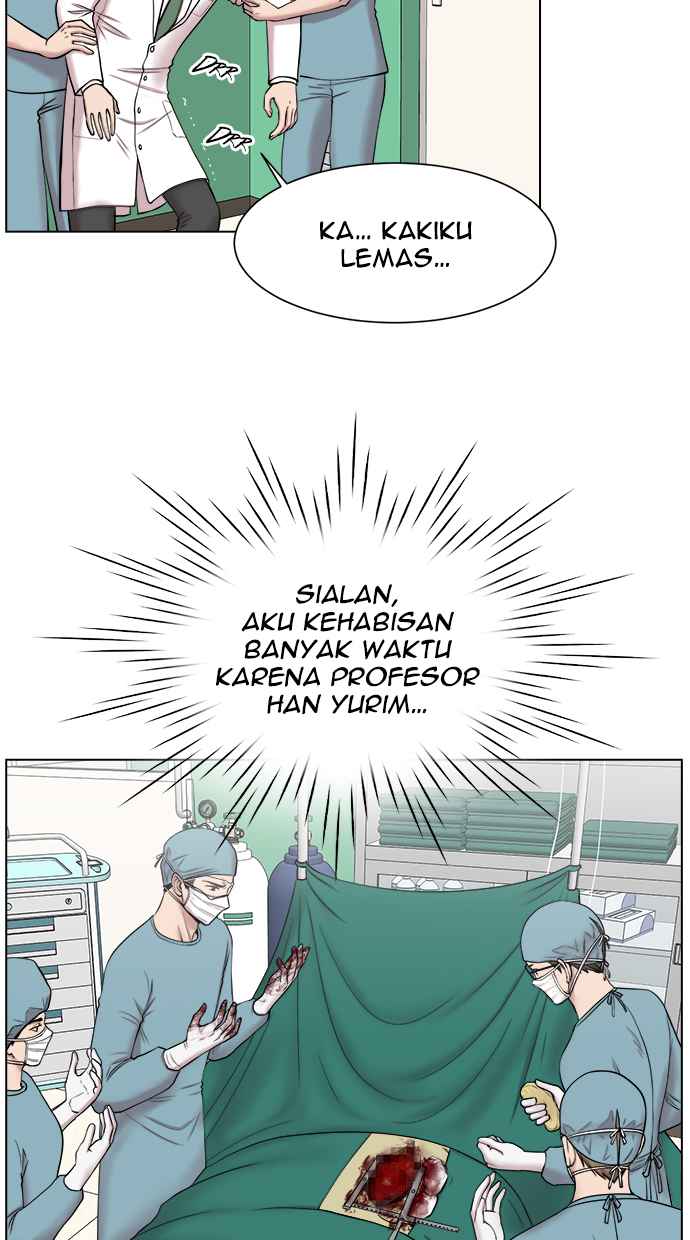 DRR
DRR
KA... KAKIKU
LEMAS...
SIALAN,
AKU KEHABISAN
BANYAK WAKTU
KARENA PROFESOR
HAN YURIM...